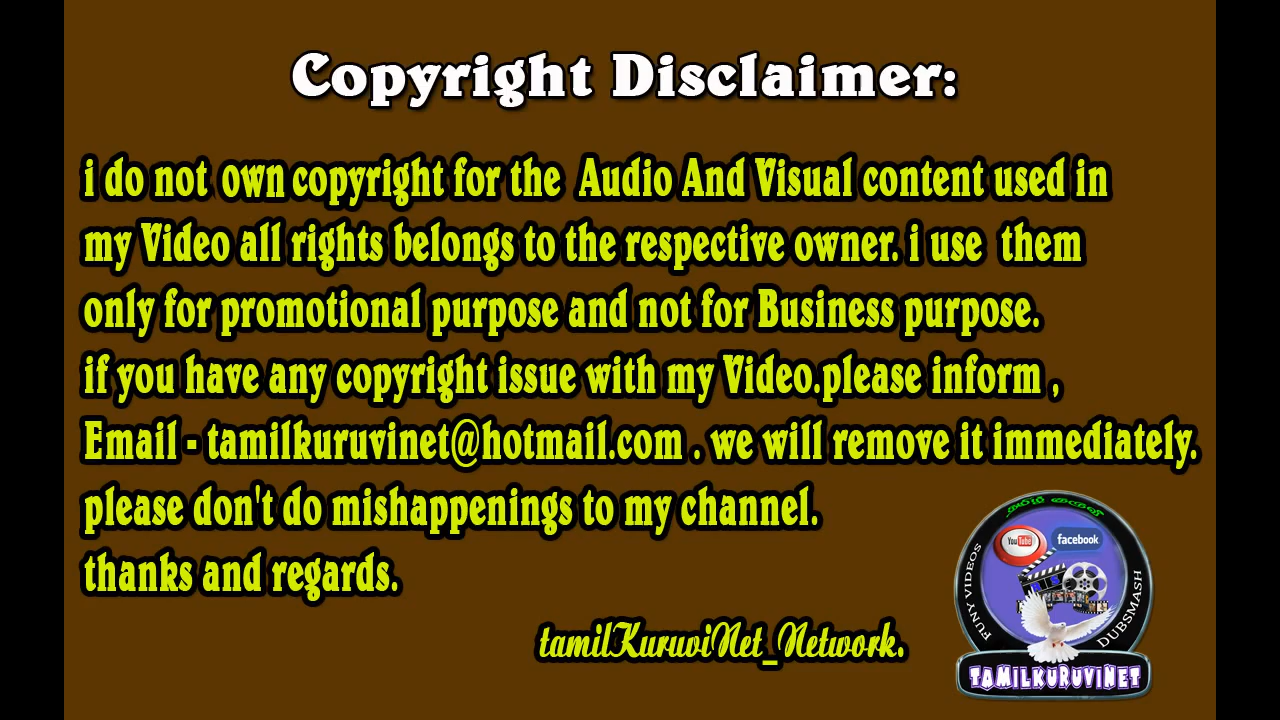 Copyright Disclaimer:
i do not own copyright for the Audio And Visual content used in
my Video all rights belongs to the respective owner. i use them
only for promotional purpose and not for Business purpose.
if you have any copyright issue with my Video.please inform ,
Email - tamilkuruvinet@hotmail.com . we will remove it immediately.
please don't do mishappenings to my channel.
thanks and regards.
tamilKuruviNet_Network.
YouTube
facebook
FUNY VIDEOS
DUBSMASH
TAMILKURUVINET